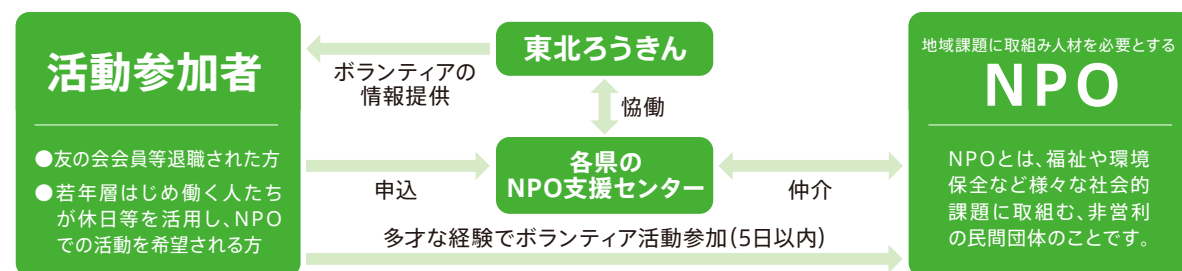 活動参加者
●友の会会員等退職された方
●若年層はじめ働く人たち
が休日等を活用し、NPO
での活動を希望される方
ボランティアの
情報提供
東北ろうきん
協働
申込
各県の
NPO支援センター
仲介
多才な経験でボランティア活動参加(5日以内)
地域課題に取組み人材を必要とする
NPO
NPOとは、福祉や環境
保全など様々な社会的
課題に取組む、非営利
の民間団体のことです。